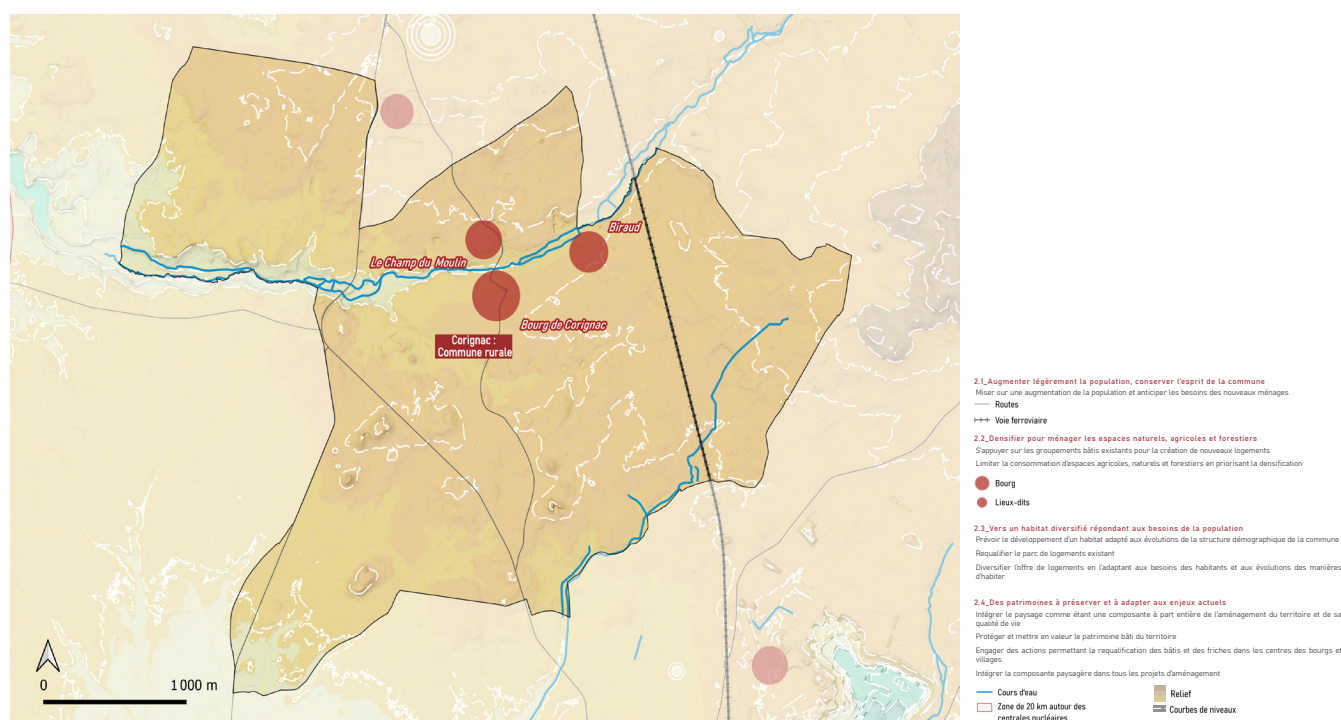 Biraud
Le Champ du Moulin
Bourg de Corignac
Corignac :
Commune rurale
0
1 000 m
2.1_Augmenter légèrement la population, conserver l'esprit de la commune
Miser sur une augmentation de la population et anticiper les besoins des nouveaux ménages
Routes
Voie ferroviaire
2.2_Densifier pour ménager les espaces naturels, agricoles et forestiers
S'appuyer sur les groupements bâtis existants pour la création de nouveaux logements
Limiter la consommation d'espaces agricoles, naturels et forestiers en priorisant la densification
Bourg
Lieux-dits
2.3_Vers un habitat diversifié répondant aux besoins de la population
Prévoir le développement d'un habitat adapté aux évolutions de la structure démographique de la commune
Requalifier le parc de logements existant
Diversifier l'offre de logements en l'adaptant aux besoins des habitants et aux évolutions des manières
d'habiter
2.4_Des patrimoines à préserver et à adapter aux enjeux actuels
Intégrer le paysage comme étant une composante à part entière de l'aménagement du territoire et de sa
qualité de vie
Protéger et mettre en valeur le patrimoine bâti du territoire
Engager des actions permettant la requalification des bâtis et des friches dans les centres des bourgs et
villages
Intégrer la composante paysagère dans tous les projets d'aménagement
Cours d'eau
Zone de 20 km autour des
centrales nucléaires
Relief
Courbes de niveaux